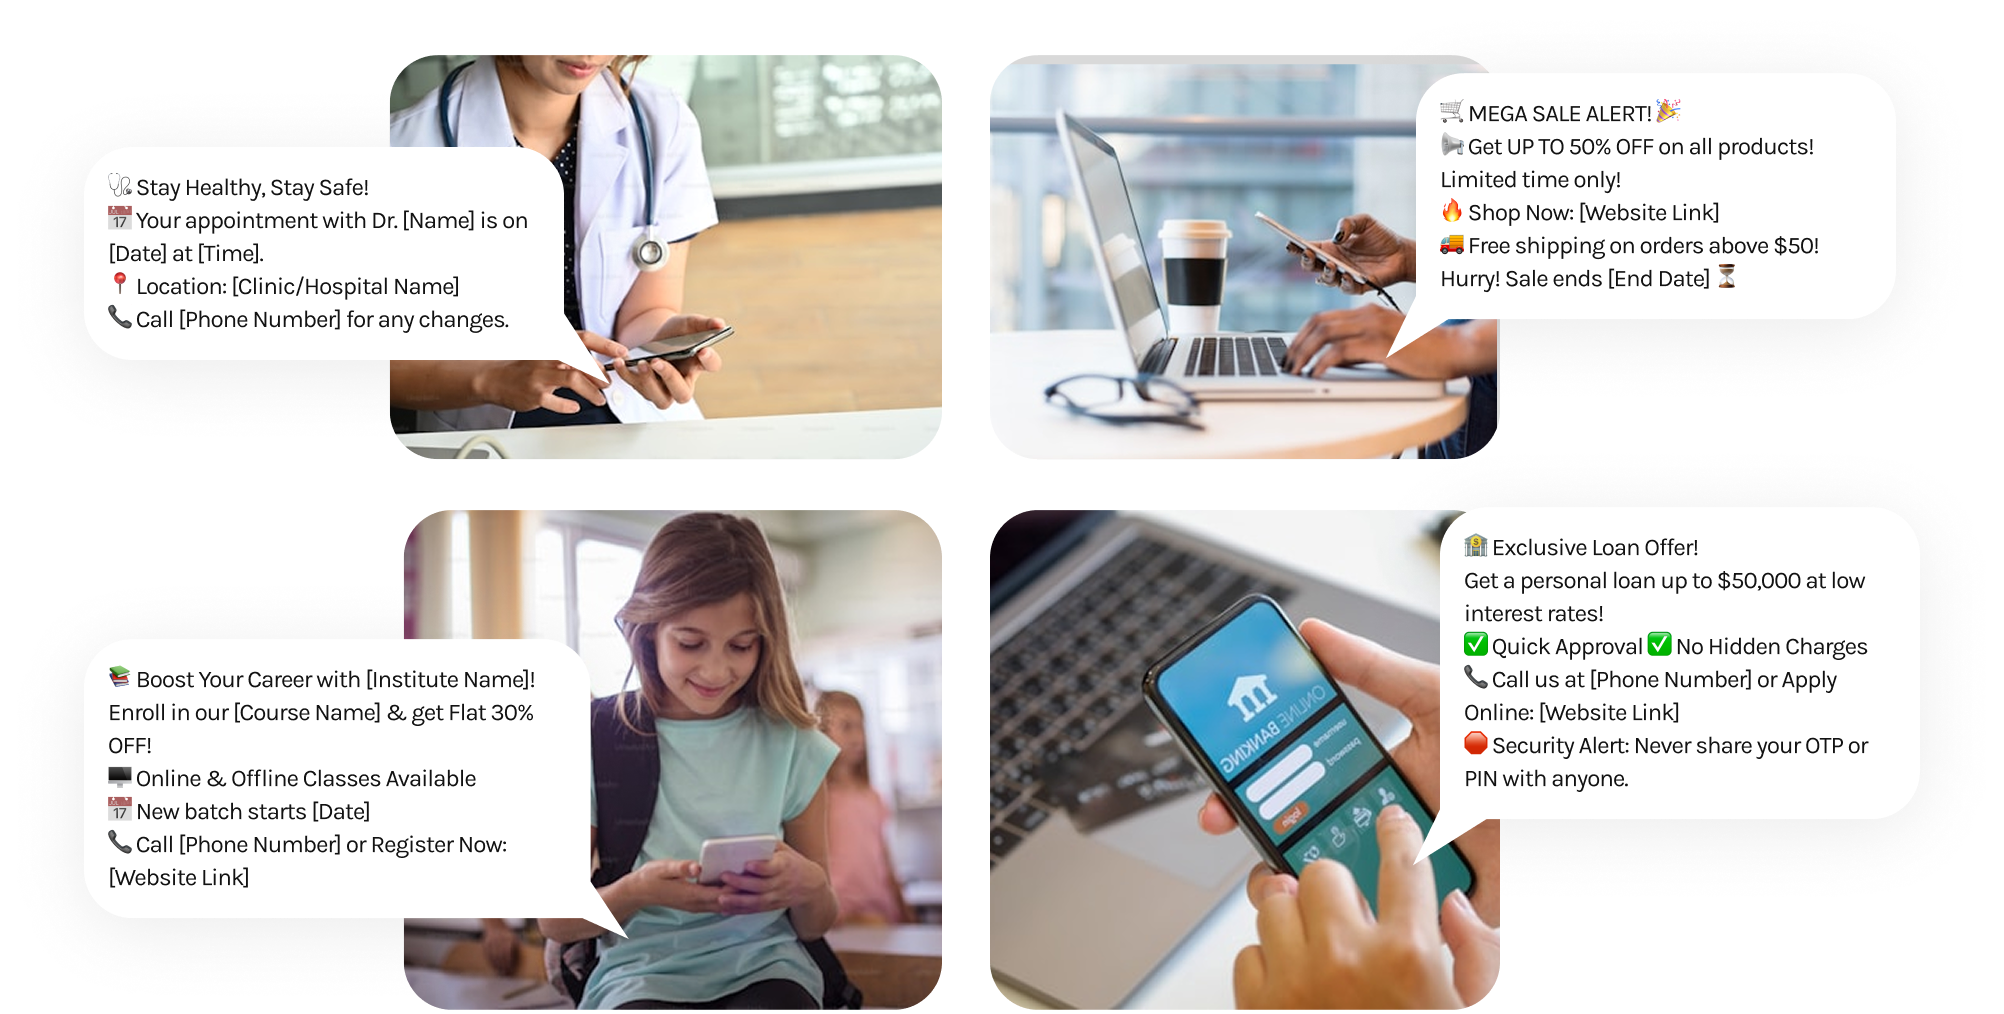 🩺 Stay Healthy, Stay Safe!
📅 Your appointment with Dr. [Name] is on
[Date] at [Time].
📍 Location: [Clinic/Hospital Name]
📞 Call [Phone Number] for any changes.
🛒 MEGA SALE ALERT! 🎉
📢 Get UP TO 50% OFF on all products!
Limited time only!
🔥 Shop Now: [Website Link]
🚚 Free shipping on orders above $50!
Hurry! Sale ends [End Date] ⏳
📚 Boost Your Career with [Institute Name]!
Enroll in our [Course Name] & get Flat 30%
OFF!
🖥️ Online & Offline Classes Available
📅 New batch starts [Date]
📞 Call [Phone Number] or Register Now:
[Website Link]
🏦 Exclusive Loan Offer!
Get a personal loan up to $50,000 at low
interest rates!
✅ Quick Approval ✅ No Hidden Charges
📞 Call us at [Phone Number] or Apply
Online: [Website Link]
🛑 Security Alert: Never share your OTP or
PIN with anyone.
ONLINE BANKING
username
password
login